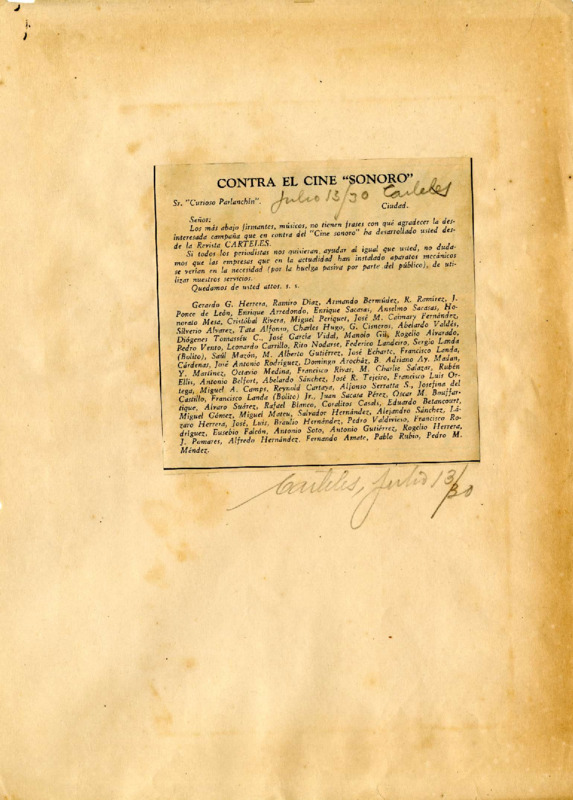 CONTRA EL CINE "SONORO"
Julio 13/30 Carteles
Sr. "Curioso Parlanchín".
Ciudad.
Señor:
Los más abajo firmantes, músicos, no tienen frases con qué agradecer la des-
interesada campaña que en contra del "Cine sonoro" ha desarrollado usted des-
de la Revista CARTELES.
Si todos los periodistas nos quisieran, ayudar al igual que usted, no duda-
mos que las empresas que en la actualidad han instalado aparatos mecánicos
se verían en la necesidad (por la huelga pasiva por parte del público), de uti-
lizar nuestros servicios.
Quedamos de usted attos. s. s.
Gerardo G. Herrera, Ramiro Díaz, Armando Bermúdez, R. Ramírez, J.
Ponce de León, Enrique Arredondo, Enrique Sacasas, Anselmo Sacasas, Ho-
norato Mesa, Cristóbal Rivera, Miguel Periquet, José M. Caimary Fernández,
Silverio Alvarez, Tata Alfonso, Charles Hugo, G. Cisneros, Abelardo Valdés,
Diógenes Tomasséu C., José García Vidal, Manolo Gil, Rogelio Alvarado,
Pedro Vento, Leonardo Carrillo, Rito Nodarse, Federico Landeiro, Sergio Landa
(Bolito), Saúl Muzón, M. Alberto Gutiérrez, José Echarte, Francisco Landa,
Cárdenas, José Antonio Rodríguez, Domingo Arocház, B. Adriano Ay. Madan,
Y. Martínez, Octavio Medina, Francisco Rivas, M. Charlie Salazar, Rubén
Ellis, Antonio Belfort, Abelardo Sánchez, José R. Tejeiro, Francisco Luis Or-
tega, Miguel A. Camps, Reynold Cartaya, Alfonso Serratta S., Josefina del
Castillo, Francisco Landa (Bolito) Jr., Juan Sacata Pérez, Oscar M. Bouffar-
tique, Alvaro Suárez, Rafael Blanco, Coralitos Casals, Eduardo Betancourt,
Miguel Gómez, Miguel Mateu, Salvador Hernández, Alejandro Sánchez, Lá-
zaro Herrera, José, Luis, Braulio Hernández, Pedro Valdivieso, Francisco Ro-
dríguez, Eusebio Falcón, Antonio Soto, Antonio Gutiérrez, Rogelio Herrera,
J. Pomares, Alfredo Hernández, Fernando Amate, Pablo Rubio, Pedro M.
Méndez.
Carteles, Julio 13/30